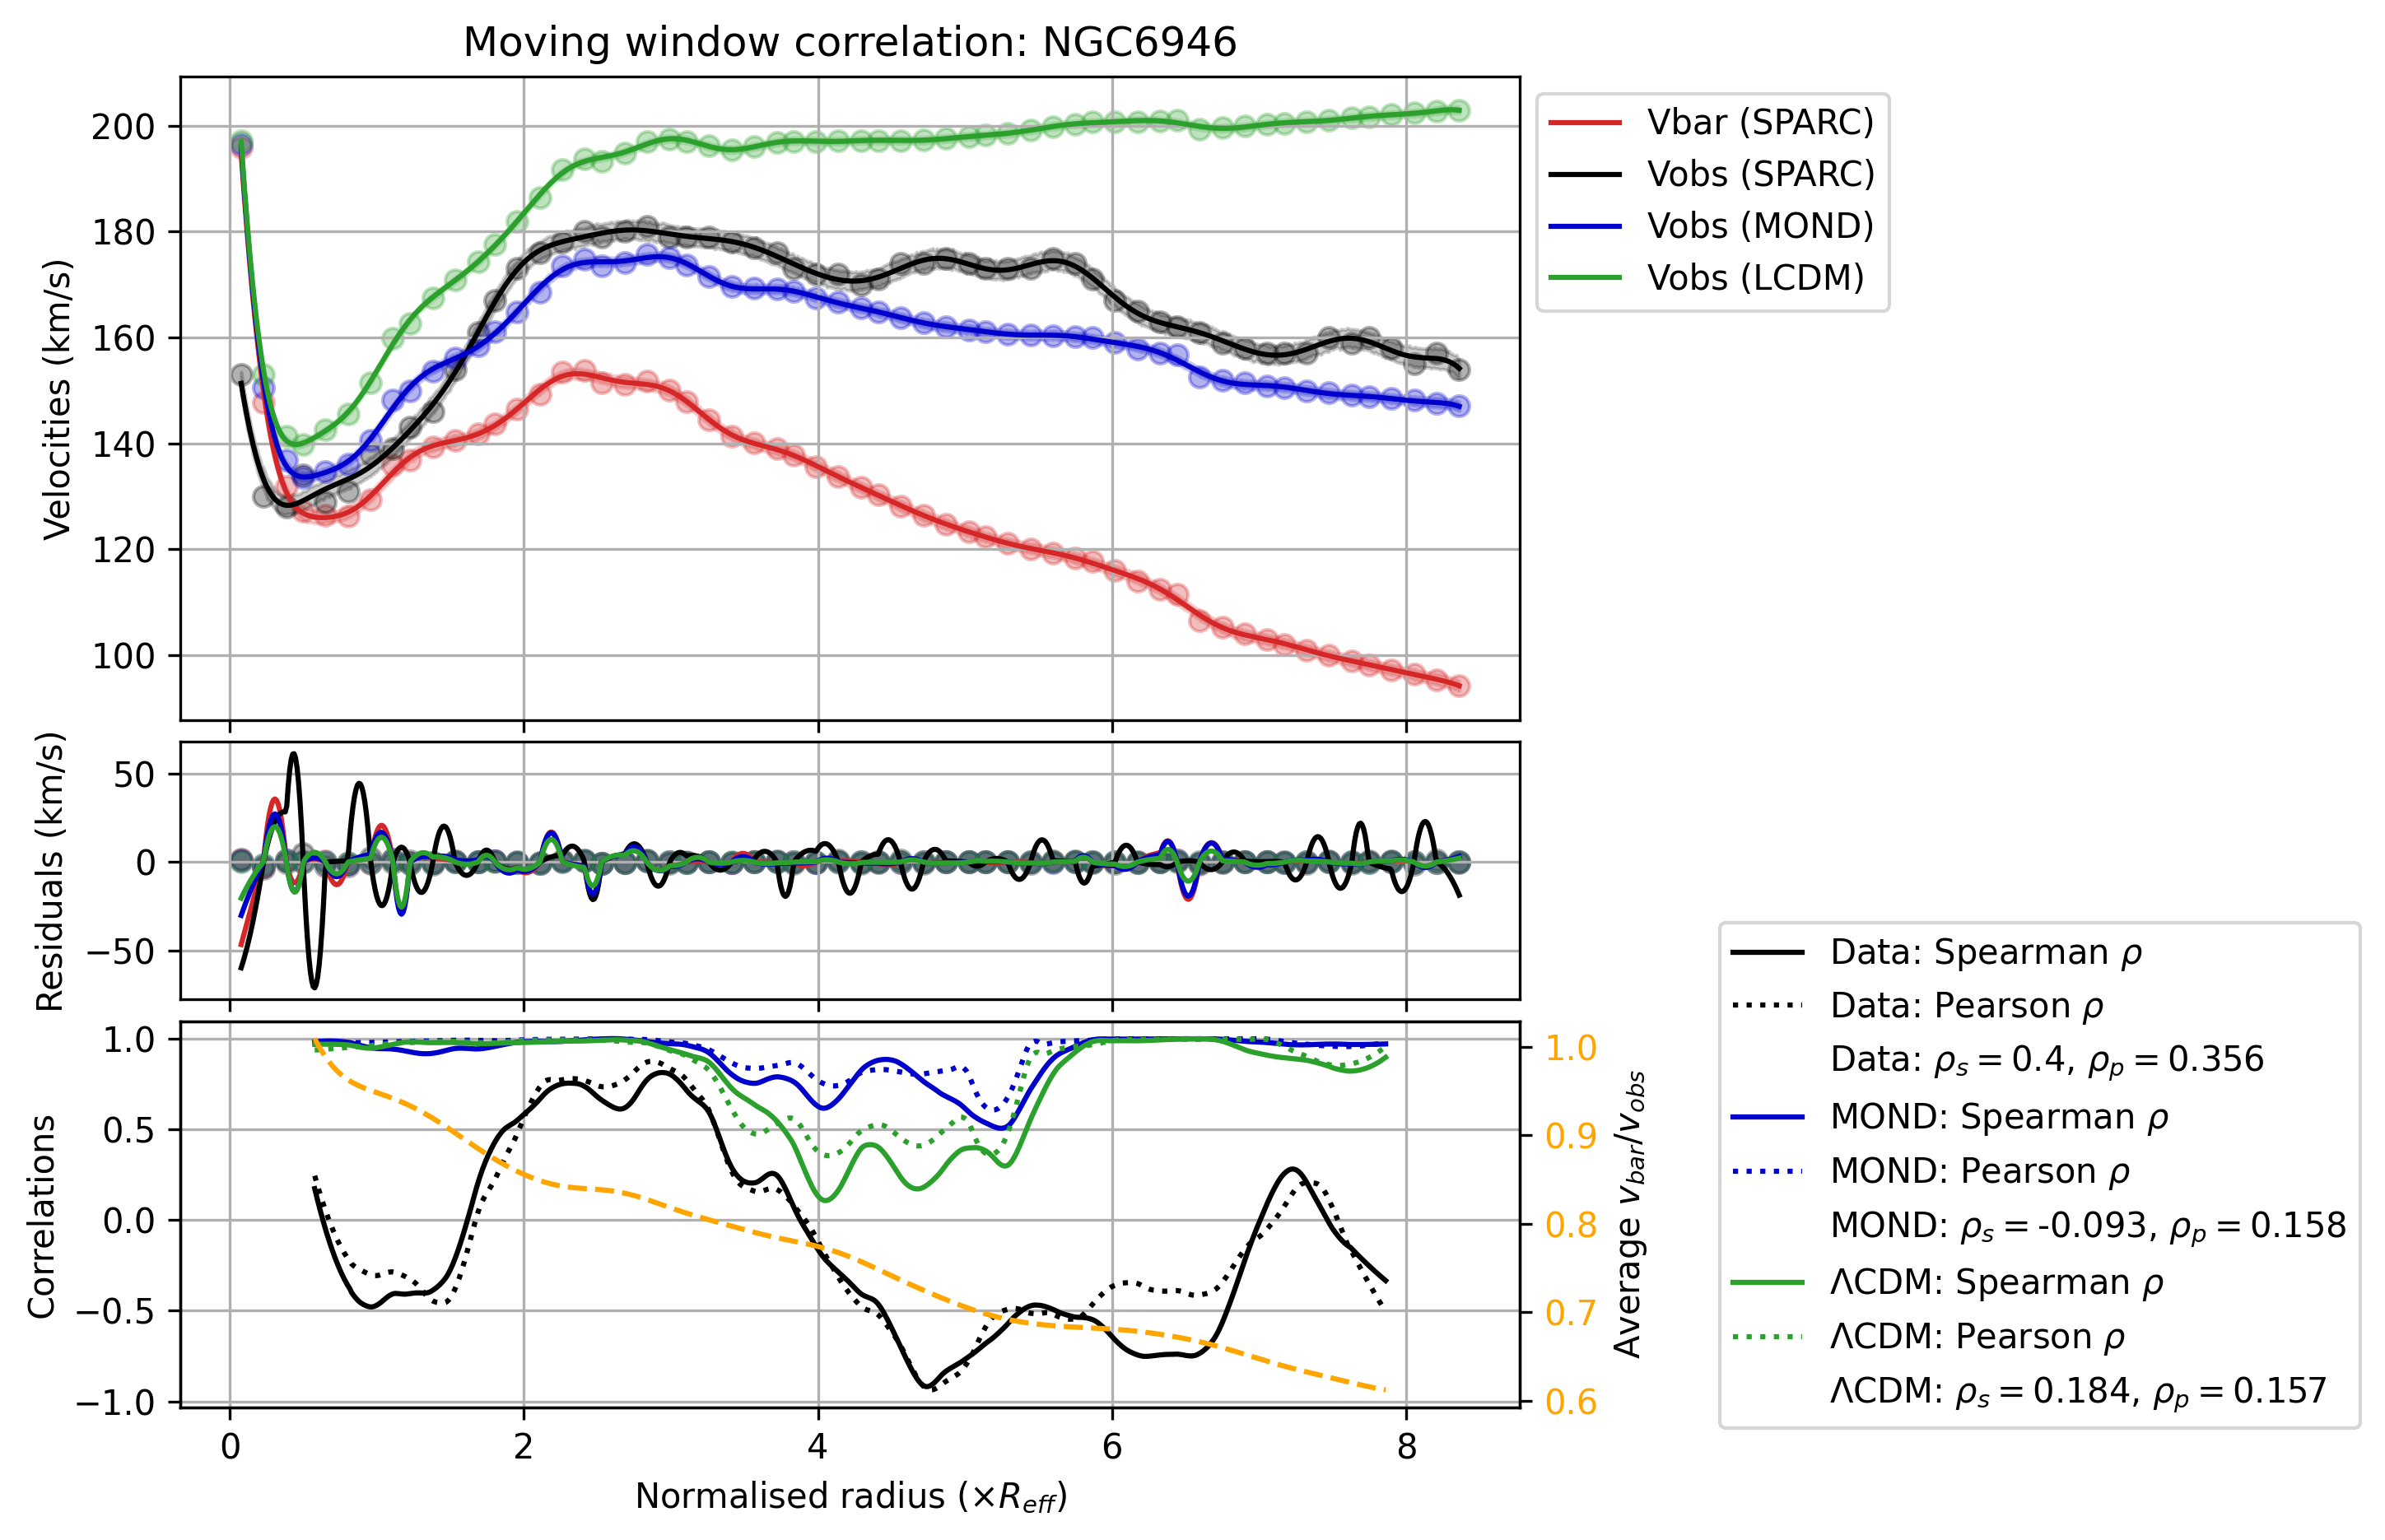 Moving window correlation: NGC6946
Velocities (km/s)
200
180
160
140
120
100
Vbar (SPARC)
Vobs (SPARC)
Vobs (MOND)
Vobs (LCDM)
Residuals (km/s)
50
0
−50
Correlations
1.0
0.5
0.0
−0.5
−1.0
1.0
0.9
0.8
0.7
0.6
Average v_bar/v_obs
0 2 4 6 8
Normalised radius (×R_eff)
Data: Spearman ρ
Data: Pearson ρ
Data: ρ_s = 0.4, ρ_p = 0.356
MOND: Spearman ρ
MOND: Pearson ρ
MOND: ρ_s = -0.093, ρ_p = 0.158
ΛCDM: Spearman ρ
ΛCDM: Pearson ρ
ΛCDM: ρ_s = 0.184, ρ_p = 0.157